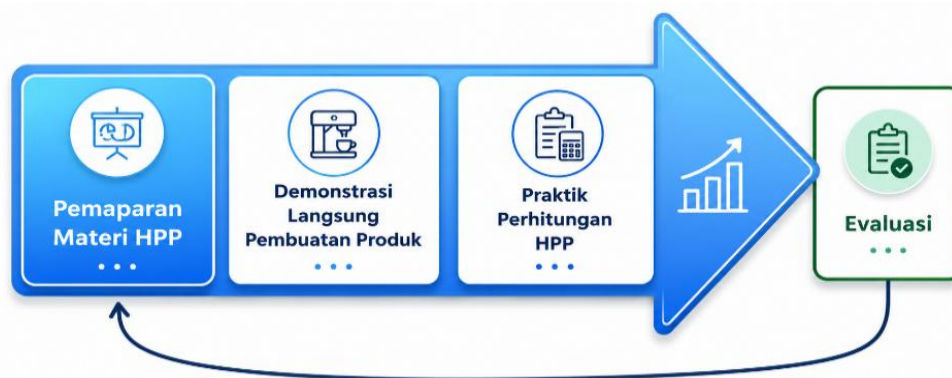 Pemaparan
Materi HPP
Demonstrasi
Langsung
Pembuatan Produk
Praktik
Perhitungan
HPP
Evaluasi